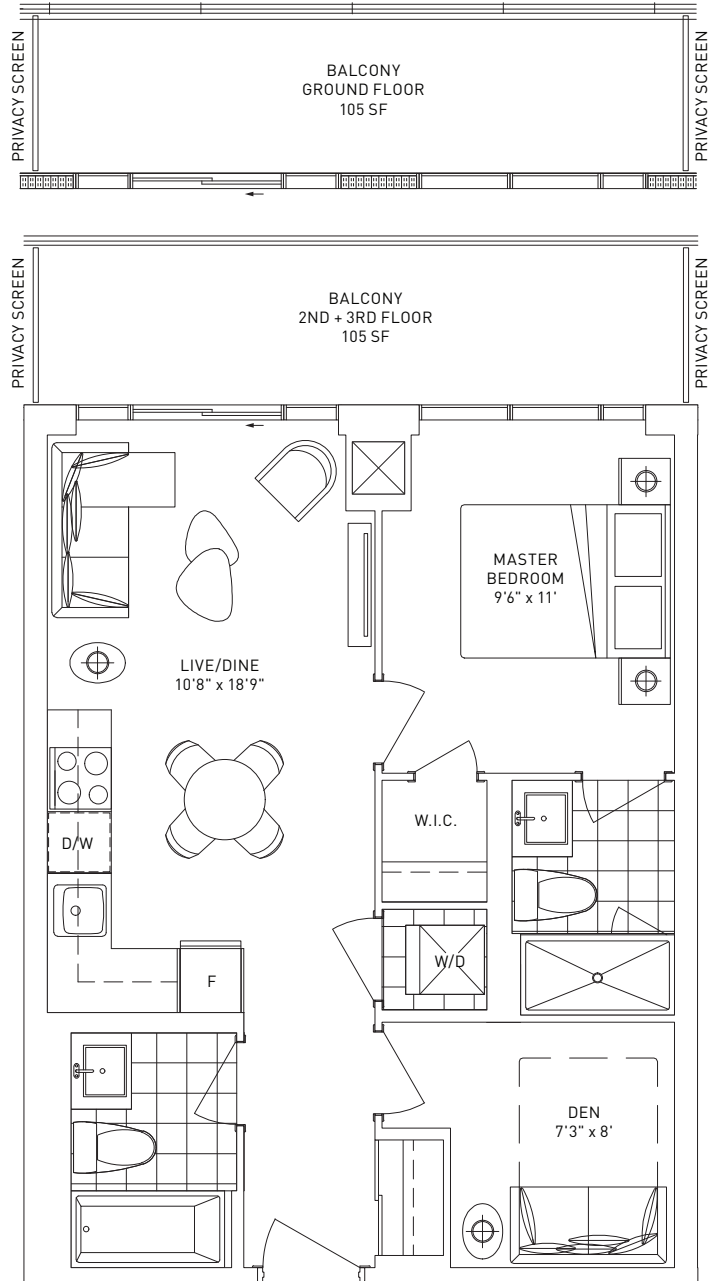 PRIVACY SCREEN
BALCONY
GROUND FLOOR
105 SF
PRIVACY SCREEN
PRIVACY SCREEN
BALCONY
2ND + 3RD FLOOR
105 SF
PRIVACY SCREEN
MASTER
BEDROOM
9'6" x 11'
LIVE/DINE
10'8" x 18'9"
D/W
W.I.C.
F
W/D
DEN
7'3" x 8'